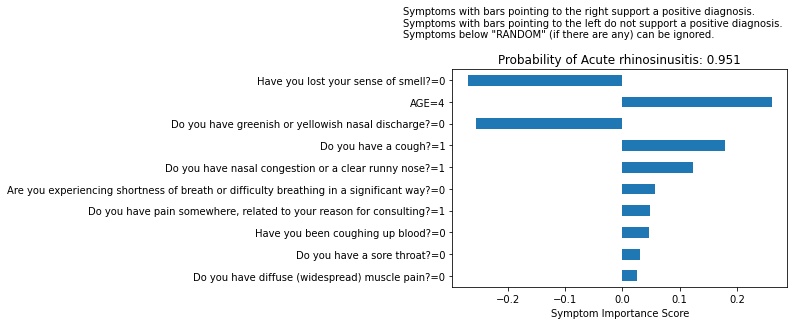 Symptoms with bars pointing to the right support a positive diagnosis.
Symptoms with bars pointing to the left do not support a positive diagnosis.
Symptoms below "RANDOM" (if there are any) can be ignored.
Probability of Acute rhinosinusitis: 0.951
Have you lost your sense of smell?=0
AGE=4
Do you have greenish or yellowish nasal discharge?=0
Do you have a cough?=1
Do you have nasal congestion or a clear runny nose?=1
Are you experiencing shortness of breath or difficulty breathing in a significant way?=0
Do you have pain somewhere, related to your reason for consulting?=1
Have you been coughing up blood?=0
Do you have a sore throat?=0
Do you have diffuse (widespread) muscle pain?=0
−0.2 −0.1 0.0 0.1 0.2
Symptom Importance Score